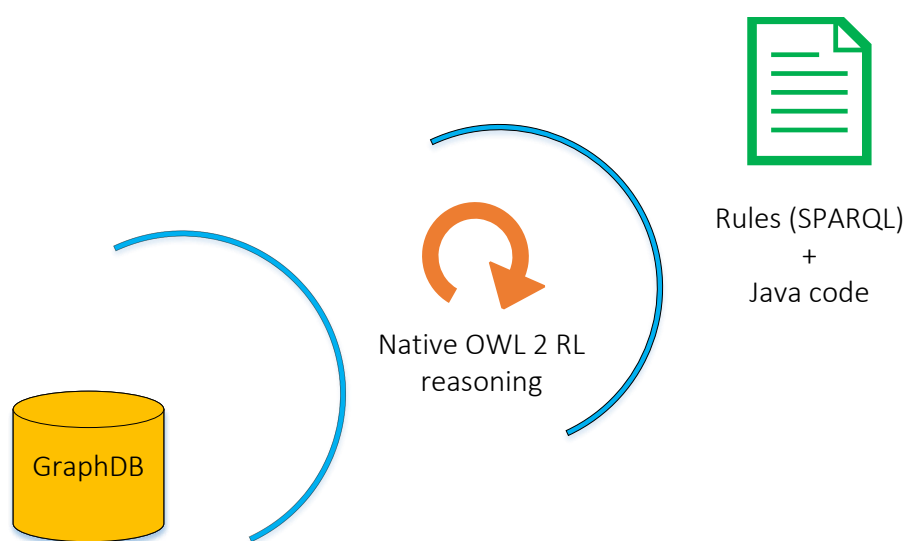 Rules (SPARQL)
+
Java code
Native OWL 2 RL
reasoning
GraphDB